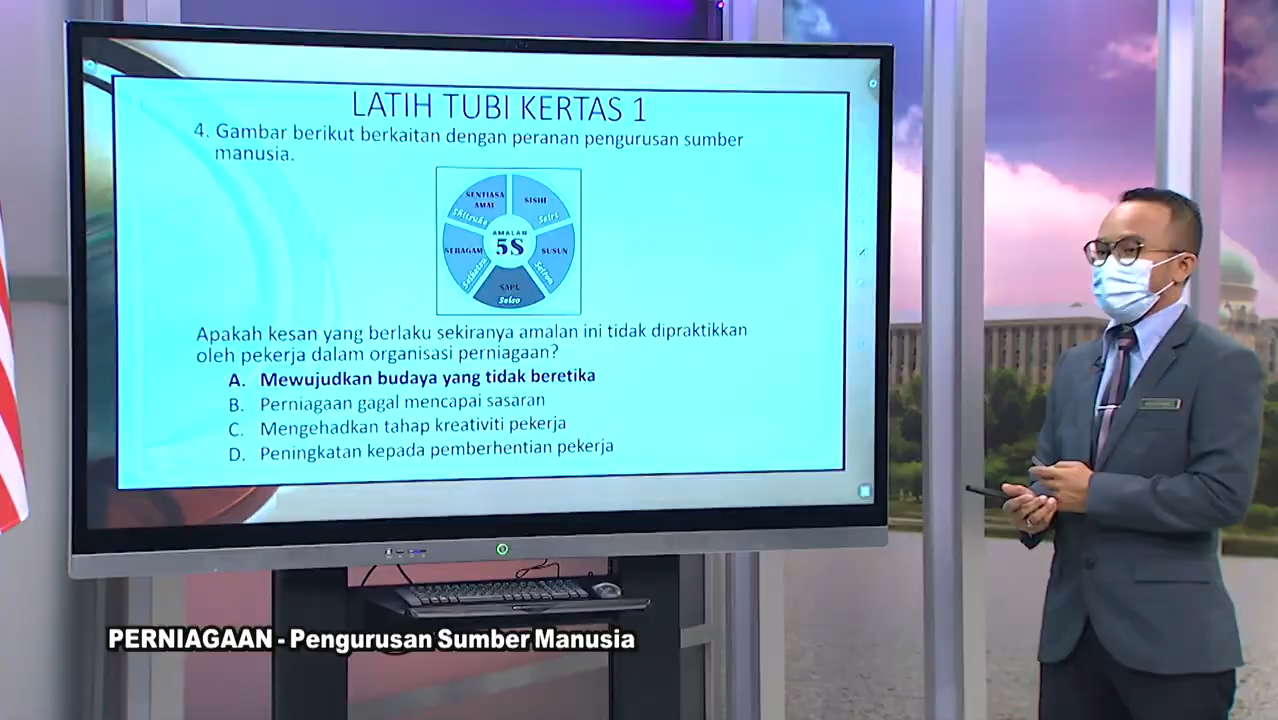 LATIH TUBI KERTAS 1
4. Gambar berikut berkaitan dengan peranan pengurusan sumber
manusia.
SENTIASA
AMAL
Shitsuke
SISIH
Seiri
AMALAN
5S
SERAGAM
SUSUN
Seiton
SAPU
Seiso
Apakah kesan yang berlaku sekiranya amalan ini tidak dipraktikkan
oleh pekerja dalam organisasi perniagaan?
A. Mewujudkan budaya yang tidak beretika
B. Perniagaan gagal mencapai sasaran
C. Mengehadkan tahap kreativiti pekerja
D. Peningkatan kepada pemberhentian pekerja
PERNIAGAAN - Pengurusan Sumber Manusia